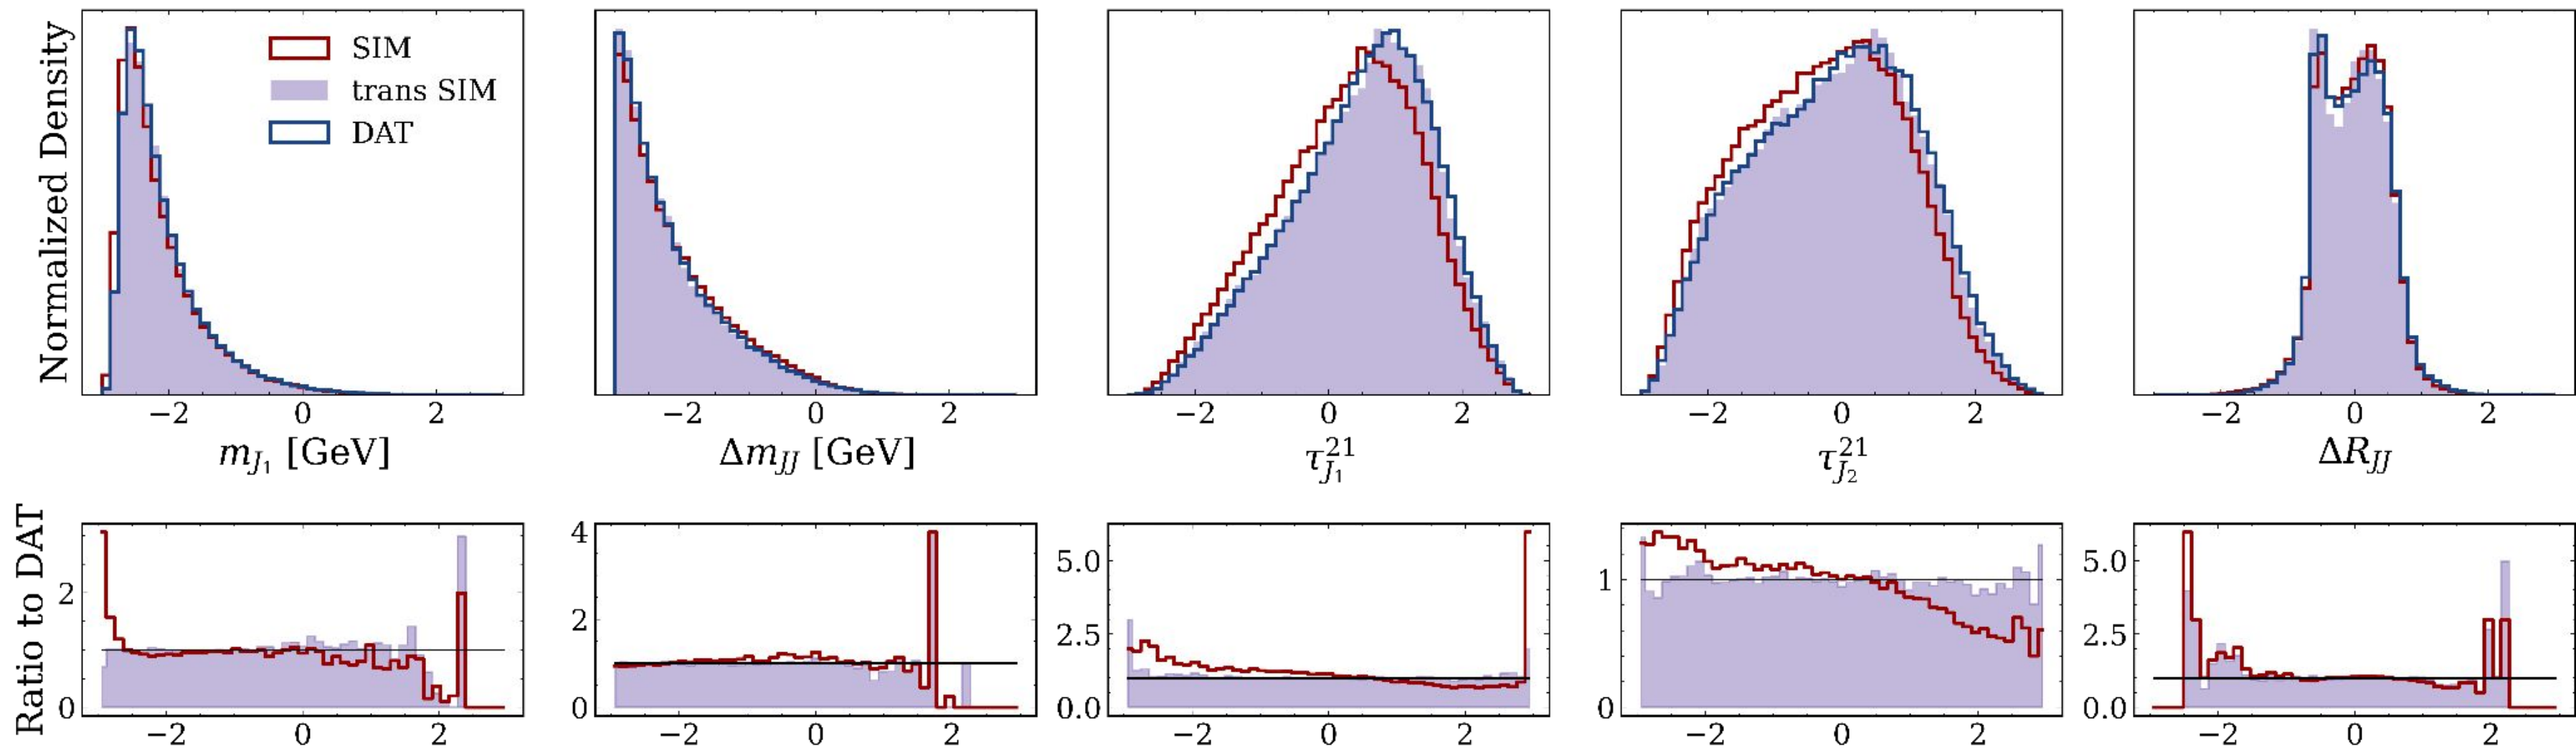 Normalized Density
SIM
trans SIM
DAT
−2 0 2
−2 0 2
−2 0 2
−2 0 2
−2 0 2
m_{J_1} [GeV]
Δm_{JJ} [GeV]
τ^{21}_{J_1}
τ^{21}_{J_2}
ΔR_{JJ}
Ratio to DAT
2
0
−2 0 2
4
2
0
−2 0 2
5.0
2.5
0.0
−2 0 2
1
0
−2 0 2
5.0
2.5
0.0
−2 0 2